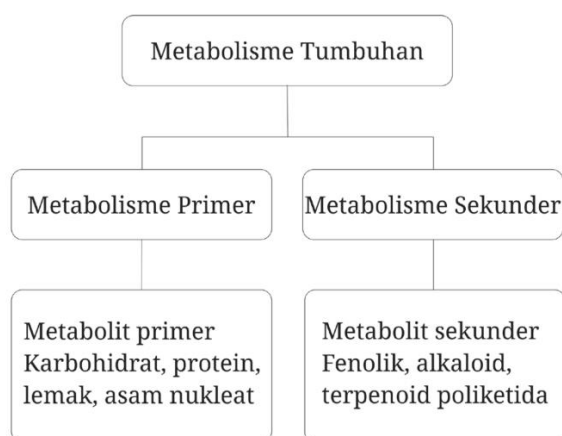 Metabolisme Tumbuhan
Metabolisme Primer
Metabolisme Sekunder
Metabolit primer
Karbohidrat, protein,
lemak, asam nukleat
Metabolit sekunder
Fenolik, alkaloid,
terpenoid poliketida